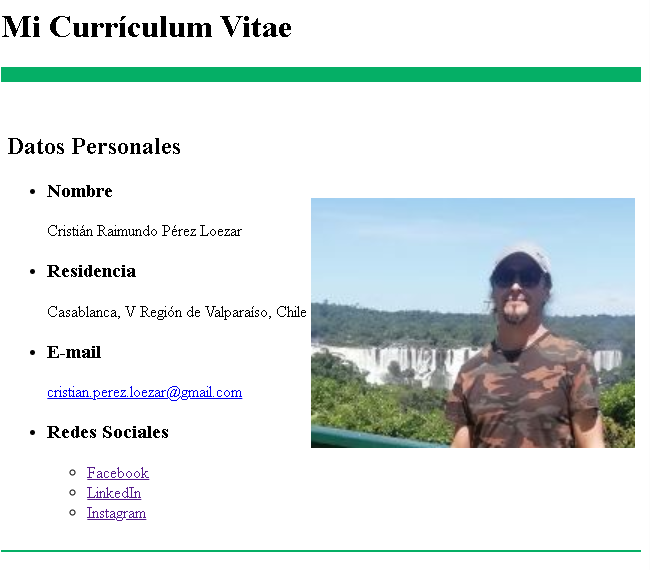 Mi Currículum Vitae
Datos Personales
Nombre
Cristián Raimundo Pérez Loezar
Residencia
Casablanca, V Región de Valparaíso, Chile
E-mail
cristian.perez.loezar@gmail.com
Redes Sociales
Facebook
LinkedIn
Instagram